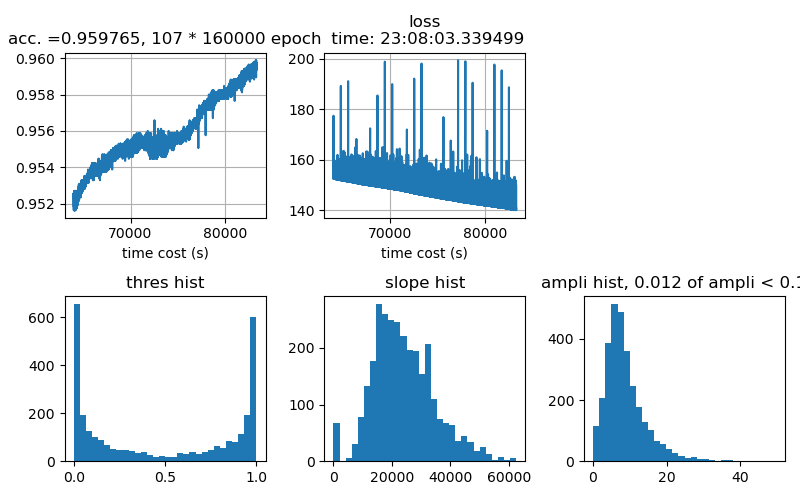 loss
acc. =0.959765, 107 * 160000 epoch time: 23:08:03.339499
0.960
0.958
0.956
0.954
0.952
70000 80000
time cost (s)
200
180
160
140
70000 80000
time cost (s)
thres hist
600
400
200
0
0.0 0.5 1.0
slope hist
200
100
0
0 20000 40000 60000
ampli hist, 0.012 of ampli < 0.1
400
200
0
0 20 40